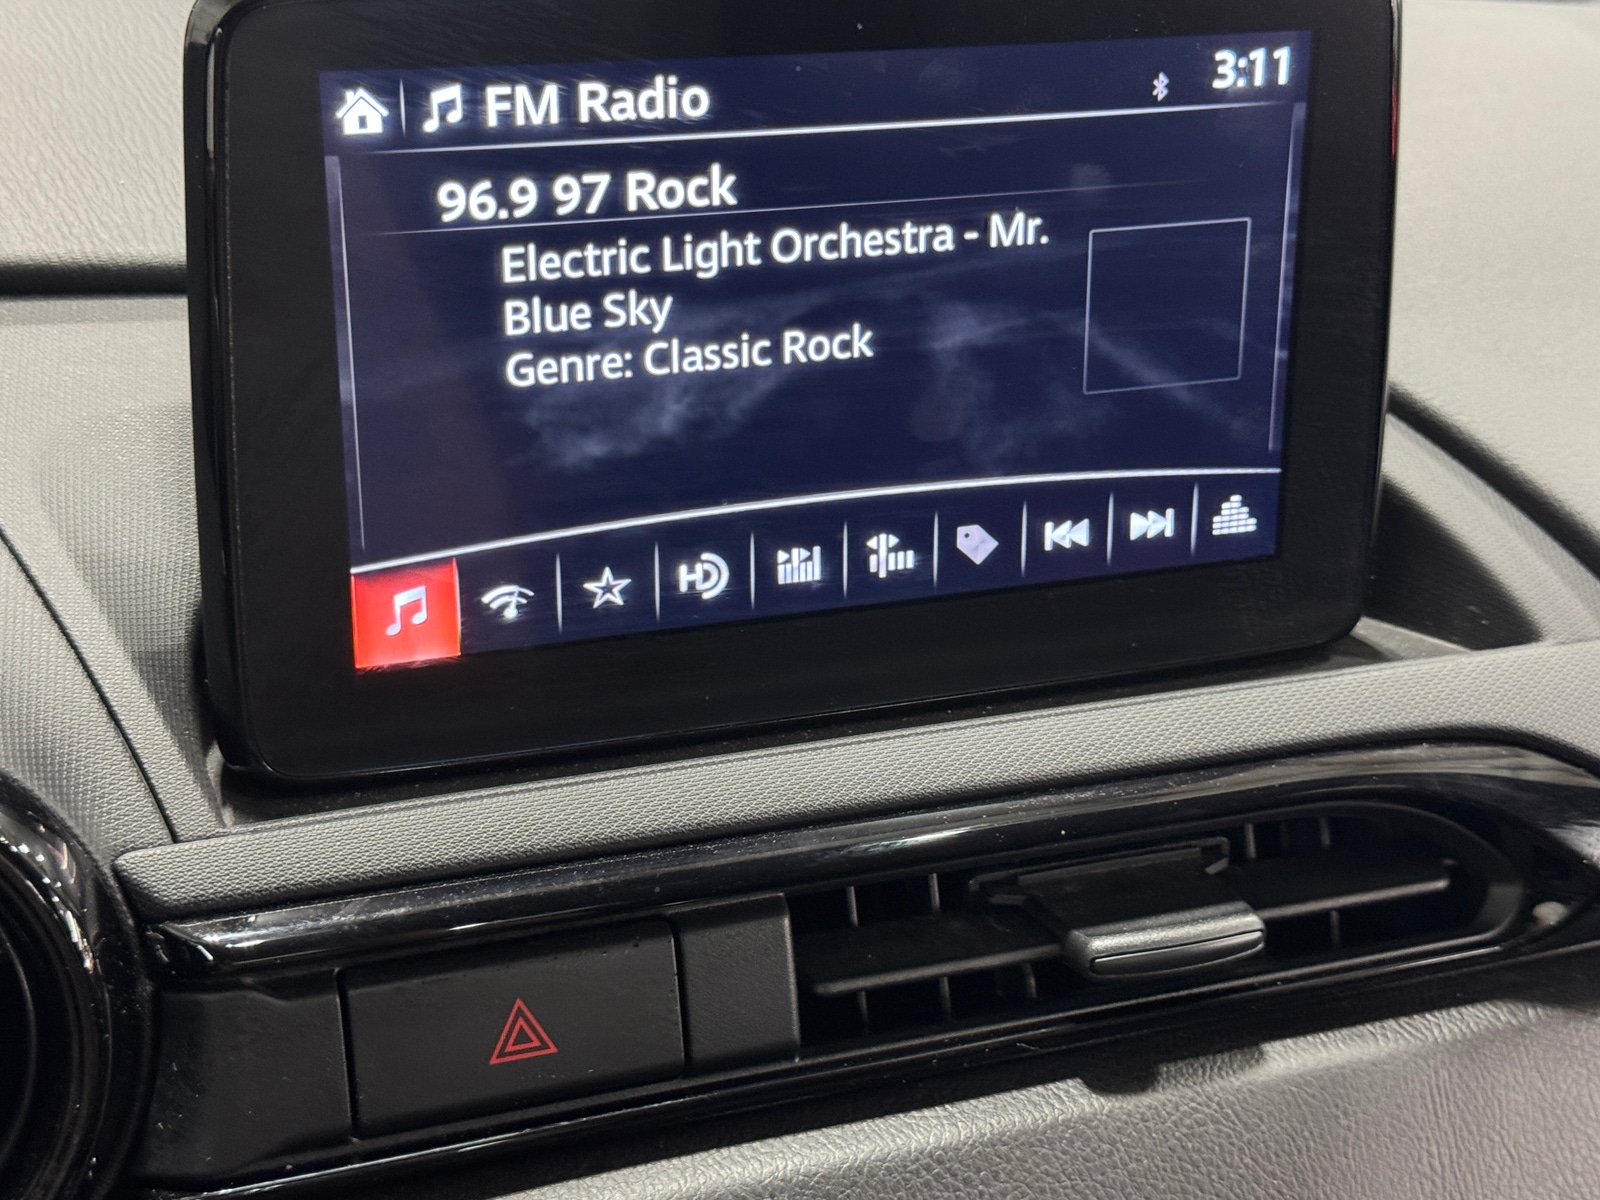 FM Radio
3:11
96.9 97 Rock
Electric Light Orchestra - Mr.
Blue Sky
Genre: Classic Rock
HD